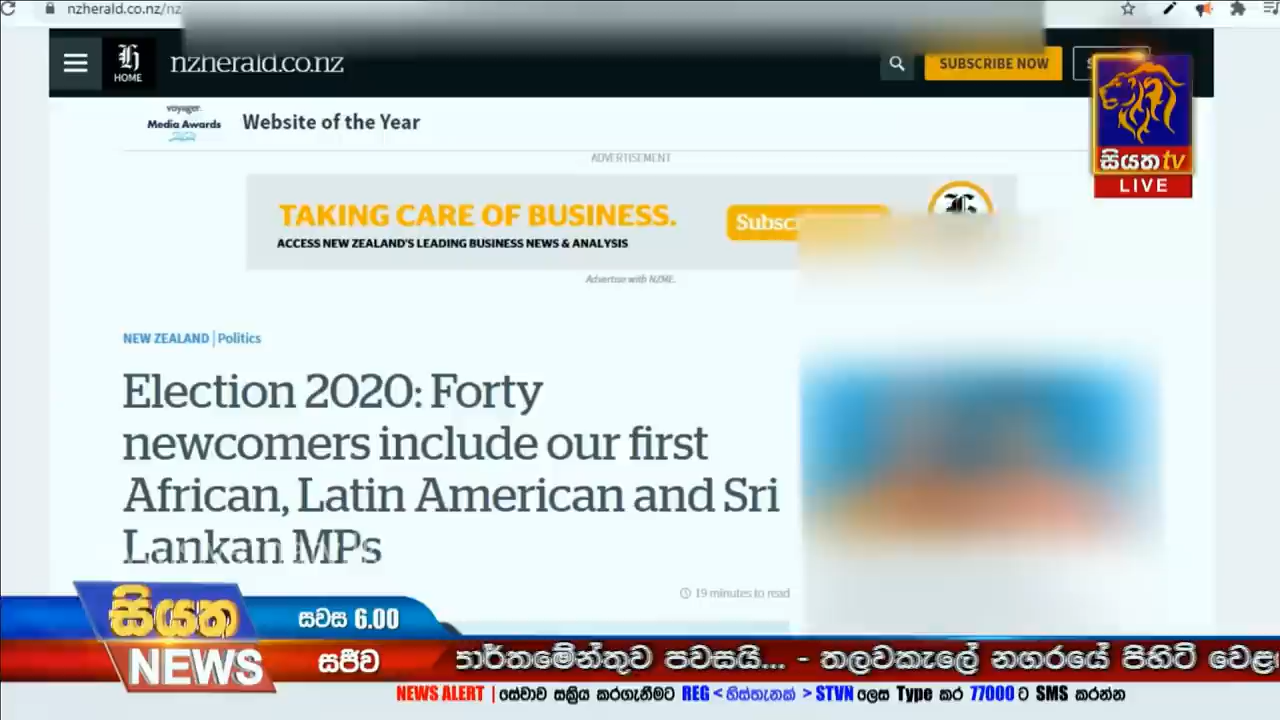 nzherald.co.nz/nz
HOME
nzherald.co.nz
SUBSCRIBE NOW
voyager.
Media Awards
Website of the Year
සියත tv
LIVE
ADVERTISEMENT
TAKING CARE OF BUSINESS.
ACCESS NEW ZEALAND'S LEADING BUSINESS NEWS & ANALYSIS
Advertise with NZME.
NEW ZEALAND | Politics
Election 2020: Forty
newcomers include our first
African, Latin American and Sri
Lankan MPs
19 minutes to read
සියත
NEWS
සවස 6.00
සජීව
පවසයි... - තලවකැලේ නගරයේ පිහිටි
NEWS ALERT | සේවාව සක්‍රිය කරගැනීමට REG < හිස්තැනක් > STVN ලෙස Type කර 77000 ට SMS කරන්න